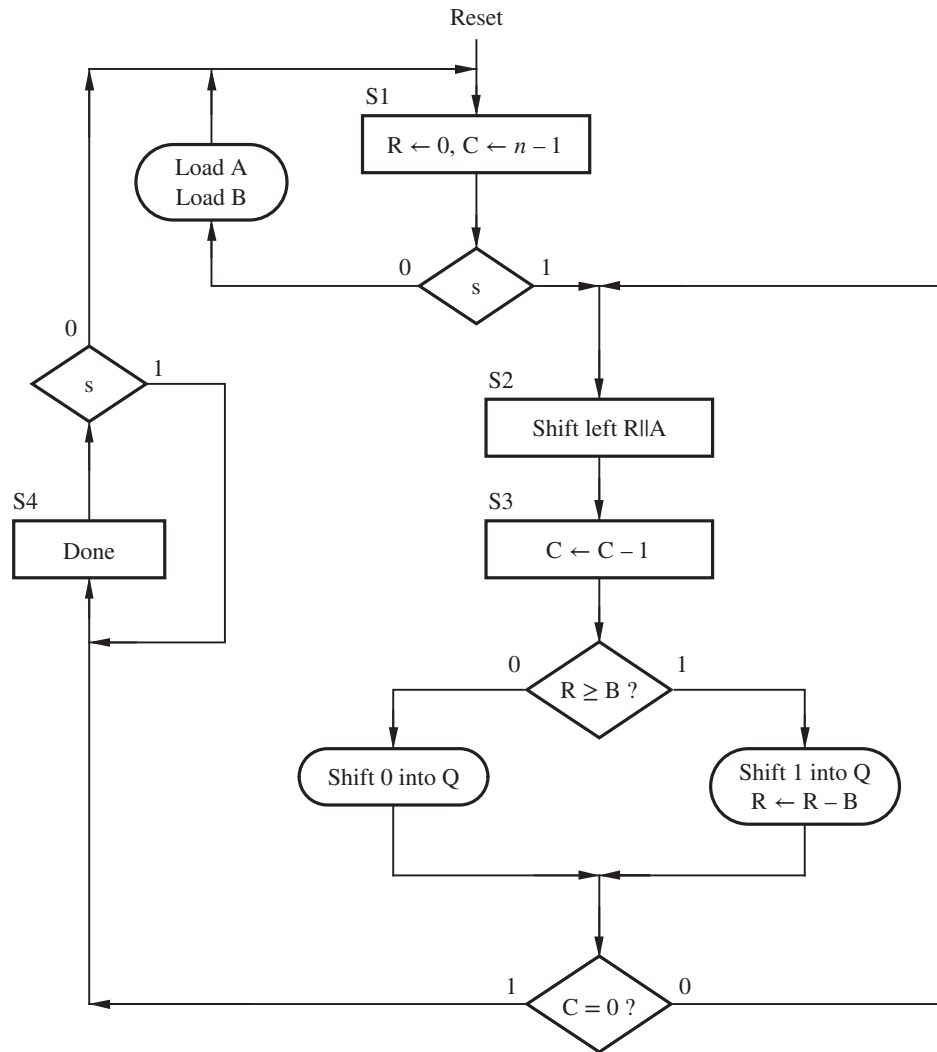 Reset
S1
R ← 0, C ← n – 1
Load A
Load B
0
s
1
0
s
1
S2
Shift left R||A
S3
C ← C – 1
S4
Done
0
R ≥ B ?
1
Shift 0 into Q
Shift 1 into Q
R ← R – B
1
C = 0 ?
0